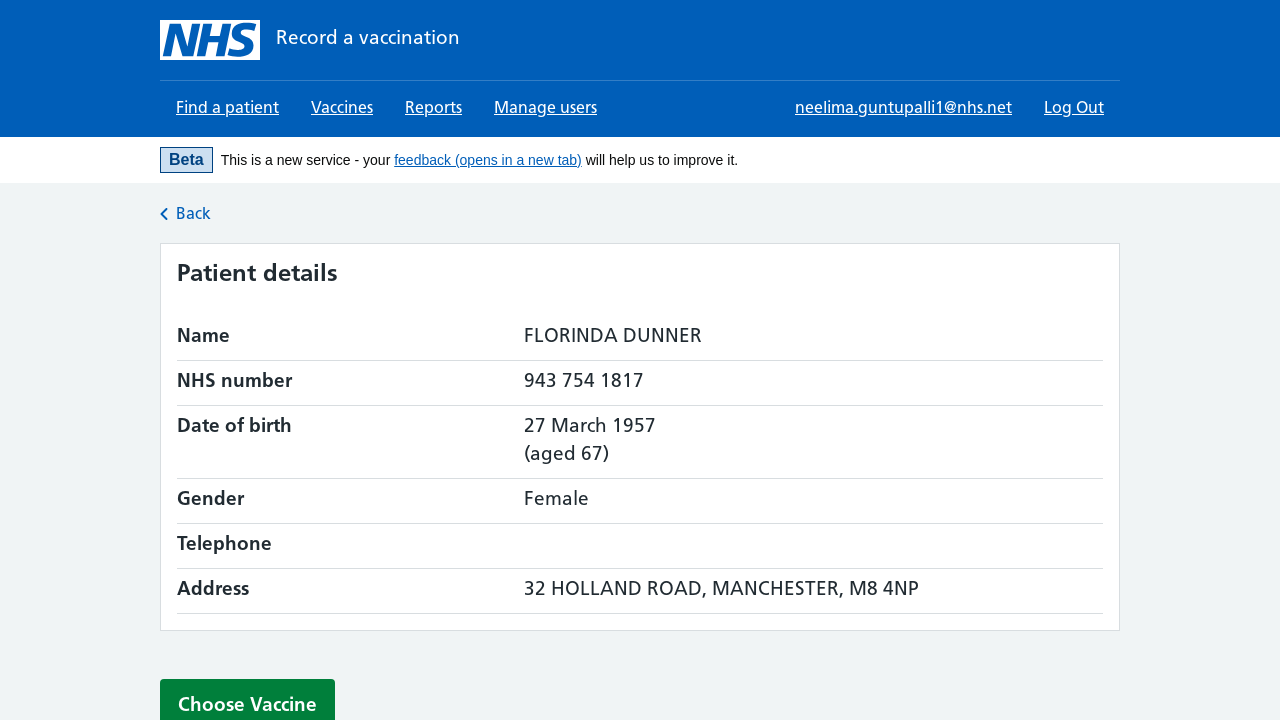 NHS Record a vaccination
Find a patient Vaccines Reports Manage users neelima.guntupalli1@nhs.net Log Out
Beta This is a new service - your feedback (opens in a new tab) will help us to improve it.
Back
Patient details
Name FLORINDA DUNNER
NHS number 943 754 1817
Date of birth 27 March 1957
(aged 67)
Gender Female
Telephone
Address 32 HOLLAND ROAD, MANCHESTER, M8 4NP
Choose Vaccine